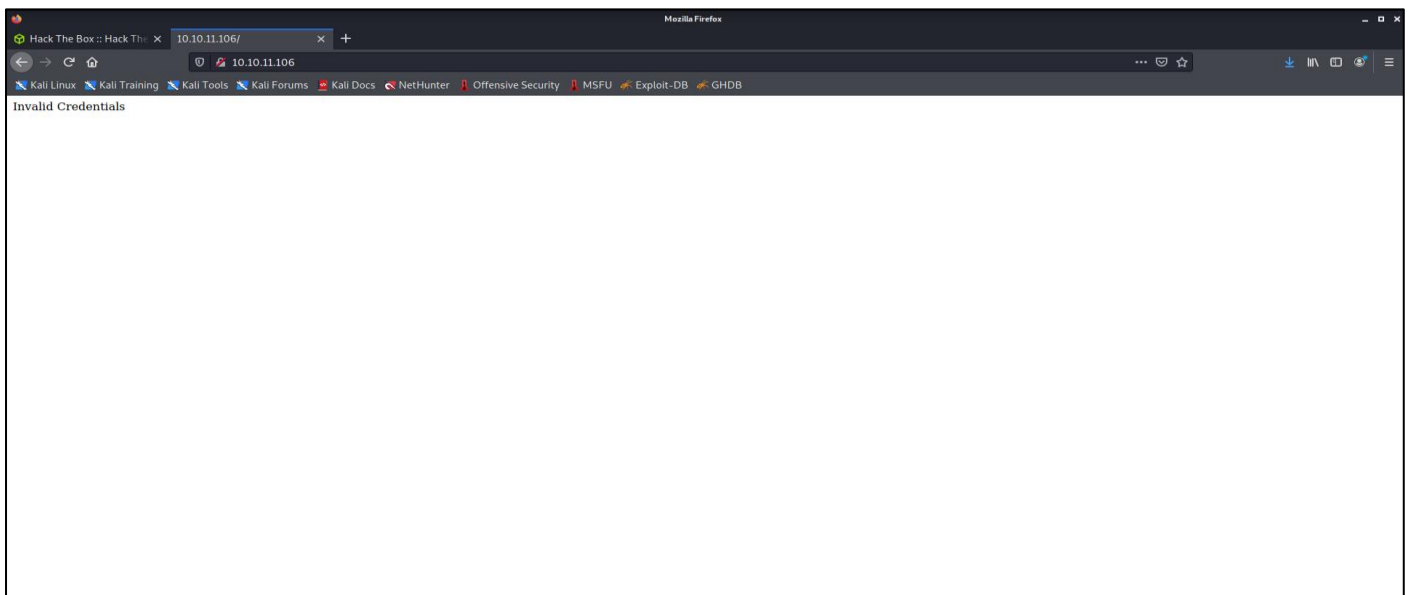 Mozilla Firefox
Hack The Box :: Hack The
10.10.11.106/
10.10.11.106
Kali Linux Kali Training Kali Tools Kali Forums Kali Docs NetHunter Offensive Security MSFU Exploit-DB GHDB
Invalid Credentials